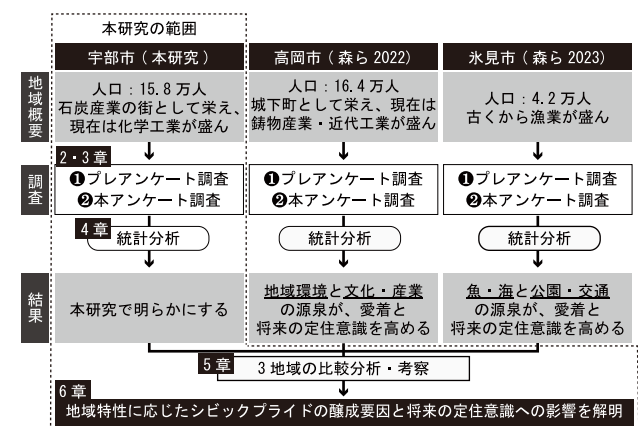 本研究の範囲
宇部市(本研究)
高岡市(森ら 2022)
氷見市(森ら 2023)
地域概要
人口:15.8 万人
石炭産業の街として栄え、
現在は化学工業が盛ん
人口:16.4 万人
城下町として栄え、現在は
鋳物産業・近代工業が盛ん
人口:4.2 万人
古くから漁業が盛ん
2・3 章
調査
❶プレアンケート調査
❷本アンケート調査
❶プレアンケート調査
❷本アンケート調査
❶プレアンケート調査
❷本アンケート調査
4 章
統計分析
統計分析
統計分析
結果
本研究で明らかにする
地域環境と文化・産業
の源泉が、愛着と
将来の定住意識を高める
魚・海と公園・交通
の源泉が、愛着と
将来の定住意識を高める
5 章
3 地域の比較分析・考察
6 章
地域特性に応じたシビックプライドの醸成要因と将来の定住意識への影響を解明